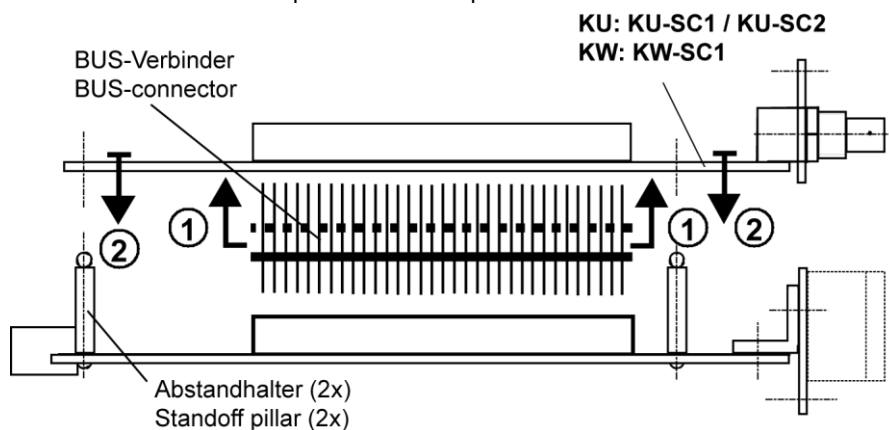 KU: KU-SC1 / KU-SC2
KW: KW-SC1
BUS-Verbinder
BUS-connector
1
1
2
2
Abstandhalter (2x)
Standoff pillar (2x)